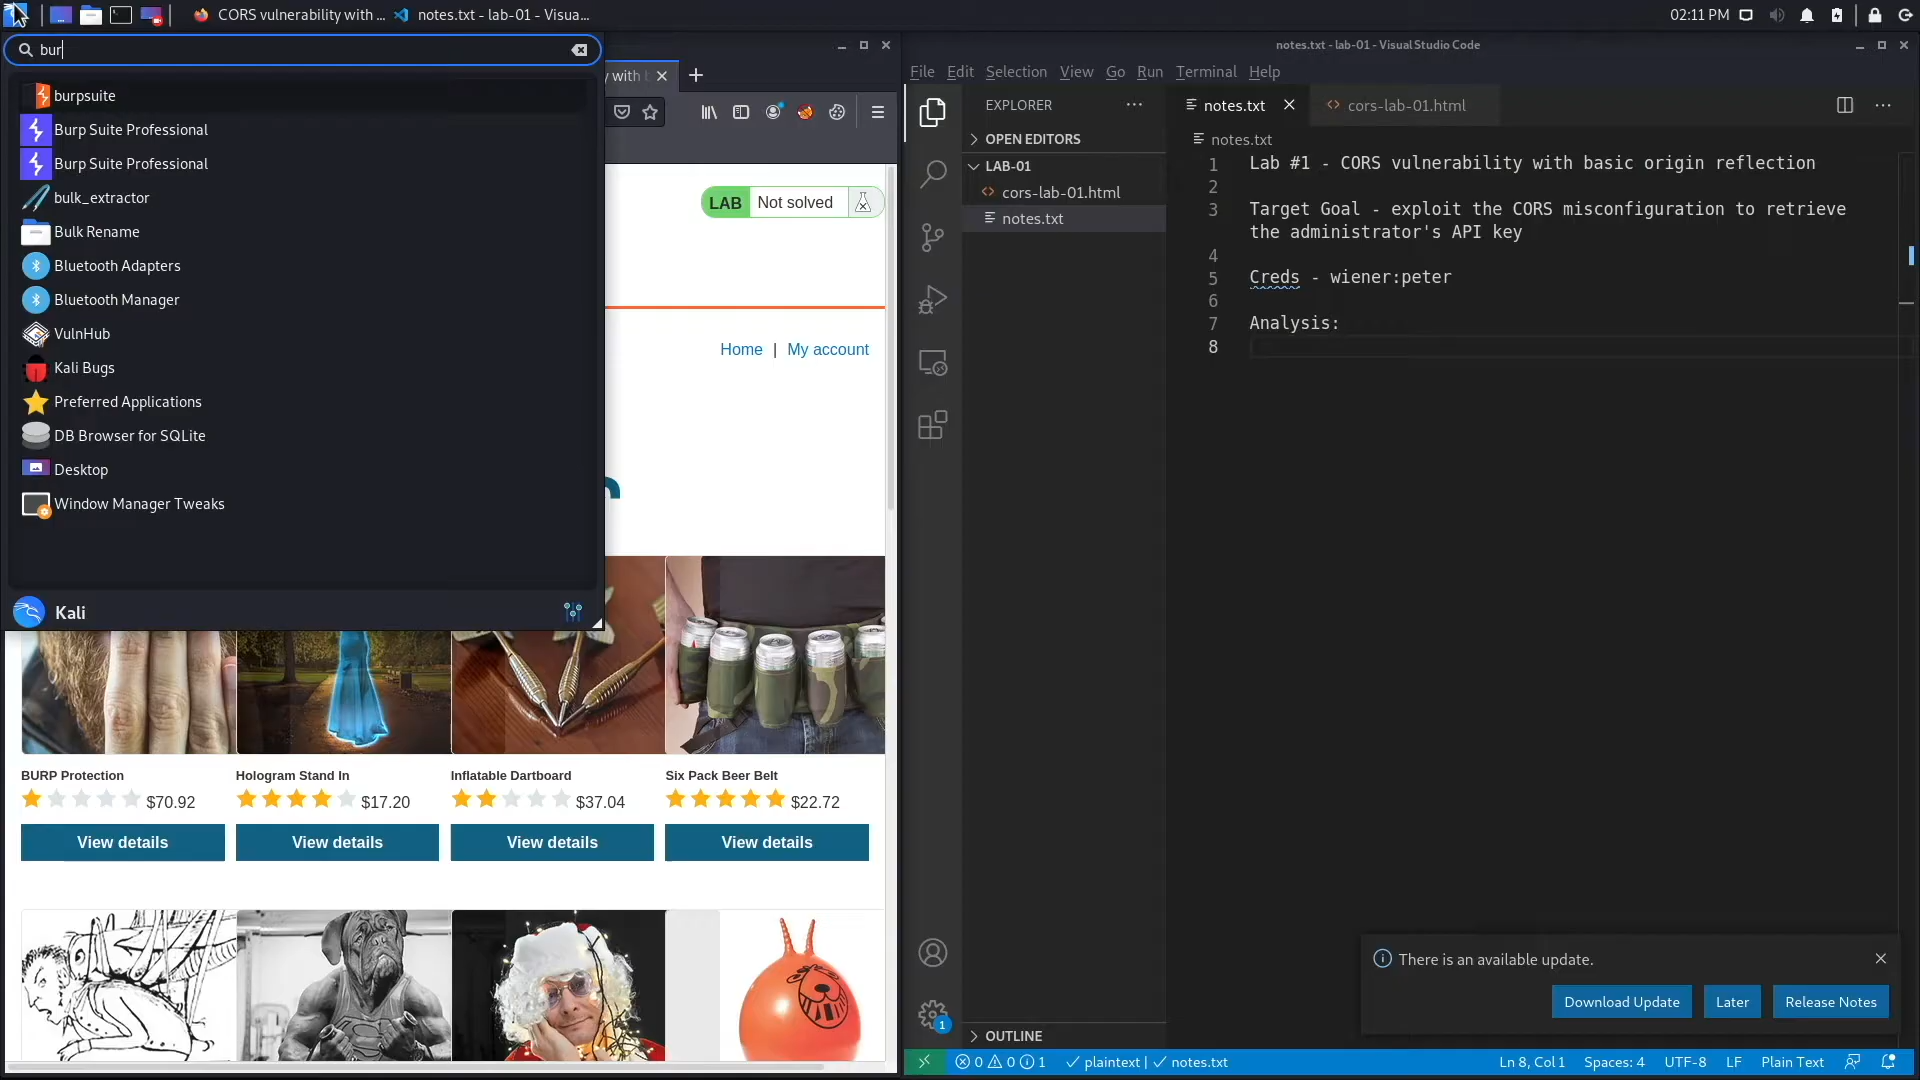 CORS vulnerability with ...
notes.txt - lab-01 - Visua...
02:11 PM
bur
burpsuite
Burp Suite Professional
Burp Suite Professional
bulk_extractor
Bulk Rename
Bluetooth Adapters
Bluetooth Manager
VulnHub
Kali Bugs
Preferred Applications
DB Browser for SQLite
Desktop
Window Manager Tweaks
Kali
LAB
Not solved
Home | My account
BURP Protection
$70.92
View details
Hologram Stand In
$17.20
View details
Inflatable Dartboard
$37.04
View details
Six Pack Beer Belt
$22.72
View details
notes.txt - lab-01 - Visual Studio Code
File Edit Selection View Go Run Terminal Help
EXPLORER
OPEN EDITORS
LAB-01
cors-lab-01.html
notes.txt
OUTLINE
notes.txt
cors-lab-01.html
notes.txt
1 Lab #1 - CORS vulnerability with basic origin reflection
2
3 Target Goal - exploit the CORS misconfiguration to retrieve
the administrator's API key
4
5 Creds - wiener:peter
6
7 Analysis:
8
There is an available update.
Download Update
Later
Release Notes
1
0 0 1
plaintext | notes.txt
Ln 8, Col 1
Spaces: 4
UTF-8
LF
Plain Text